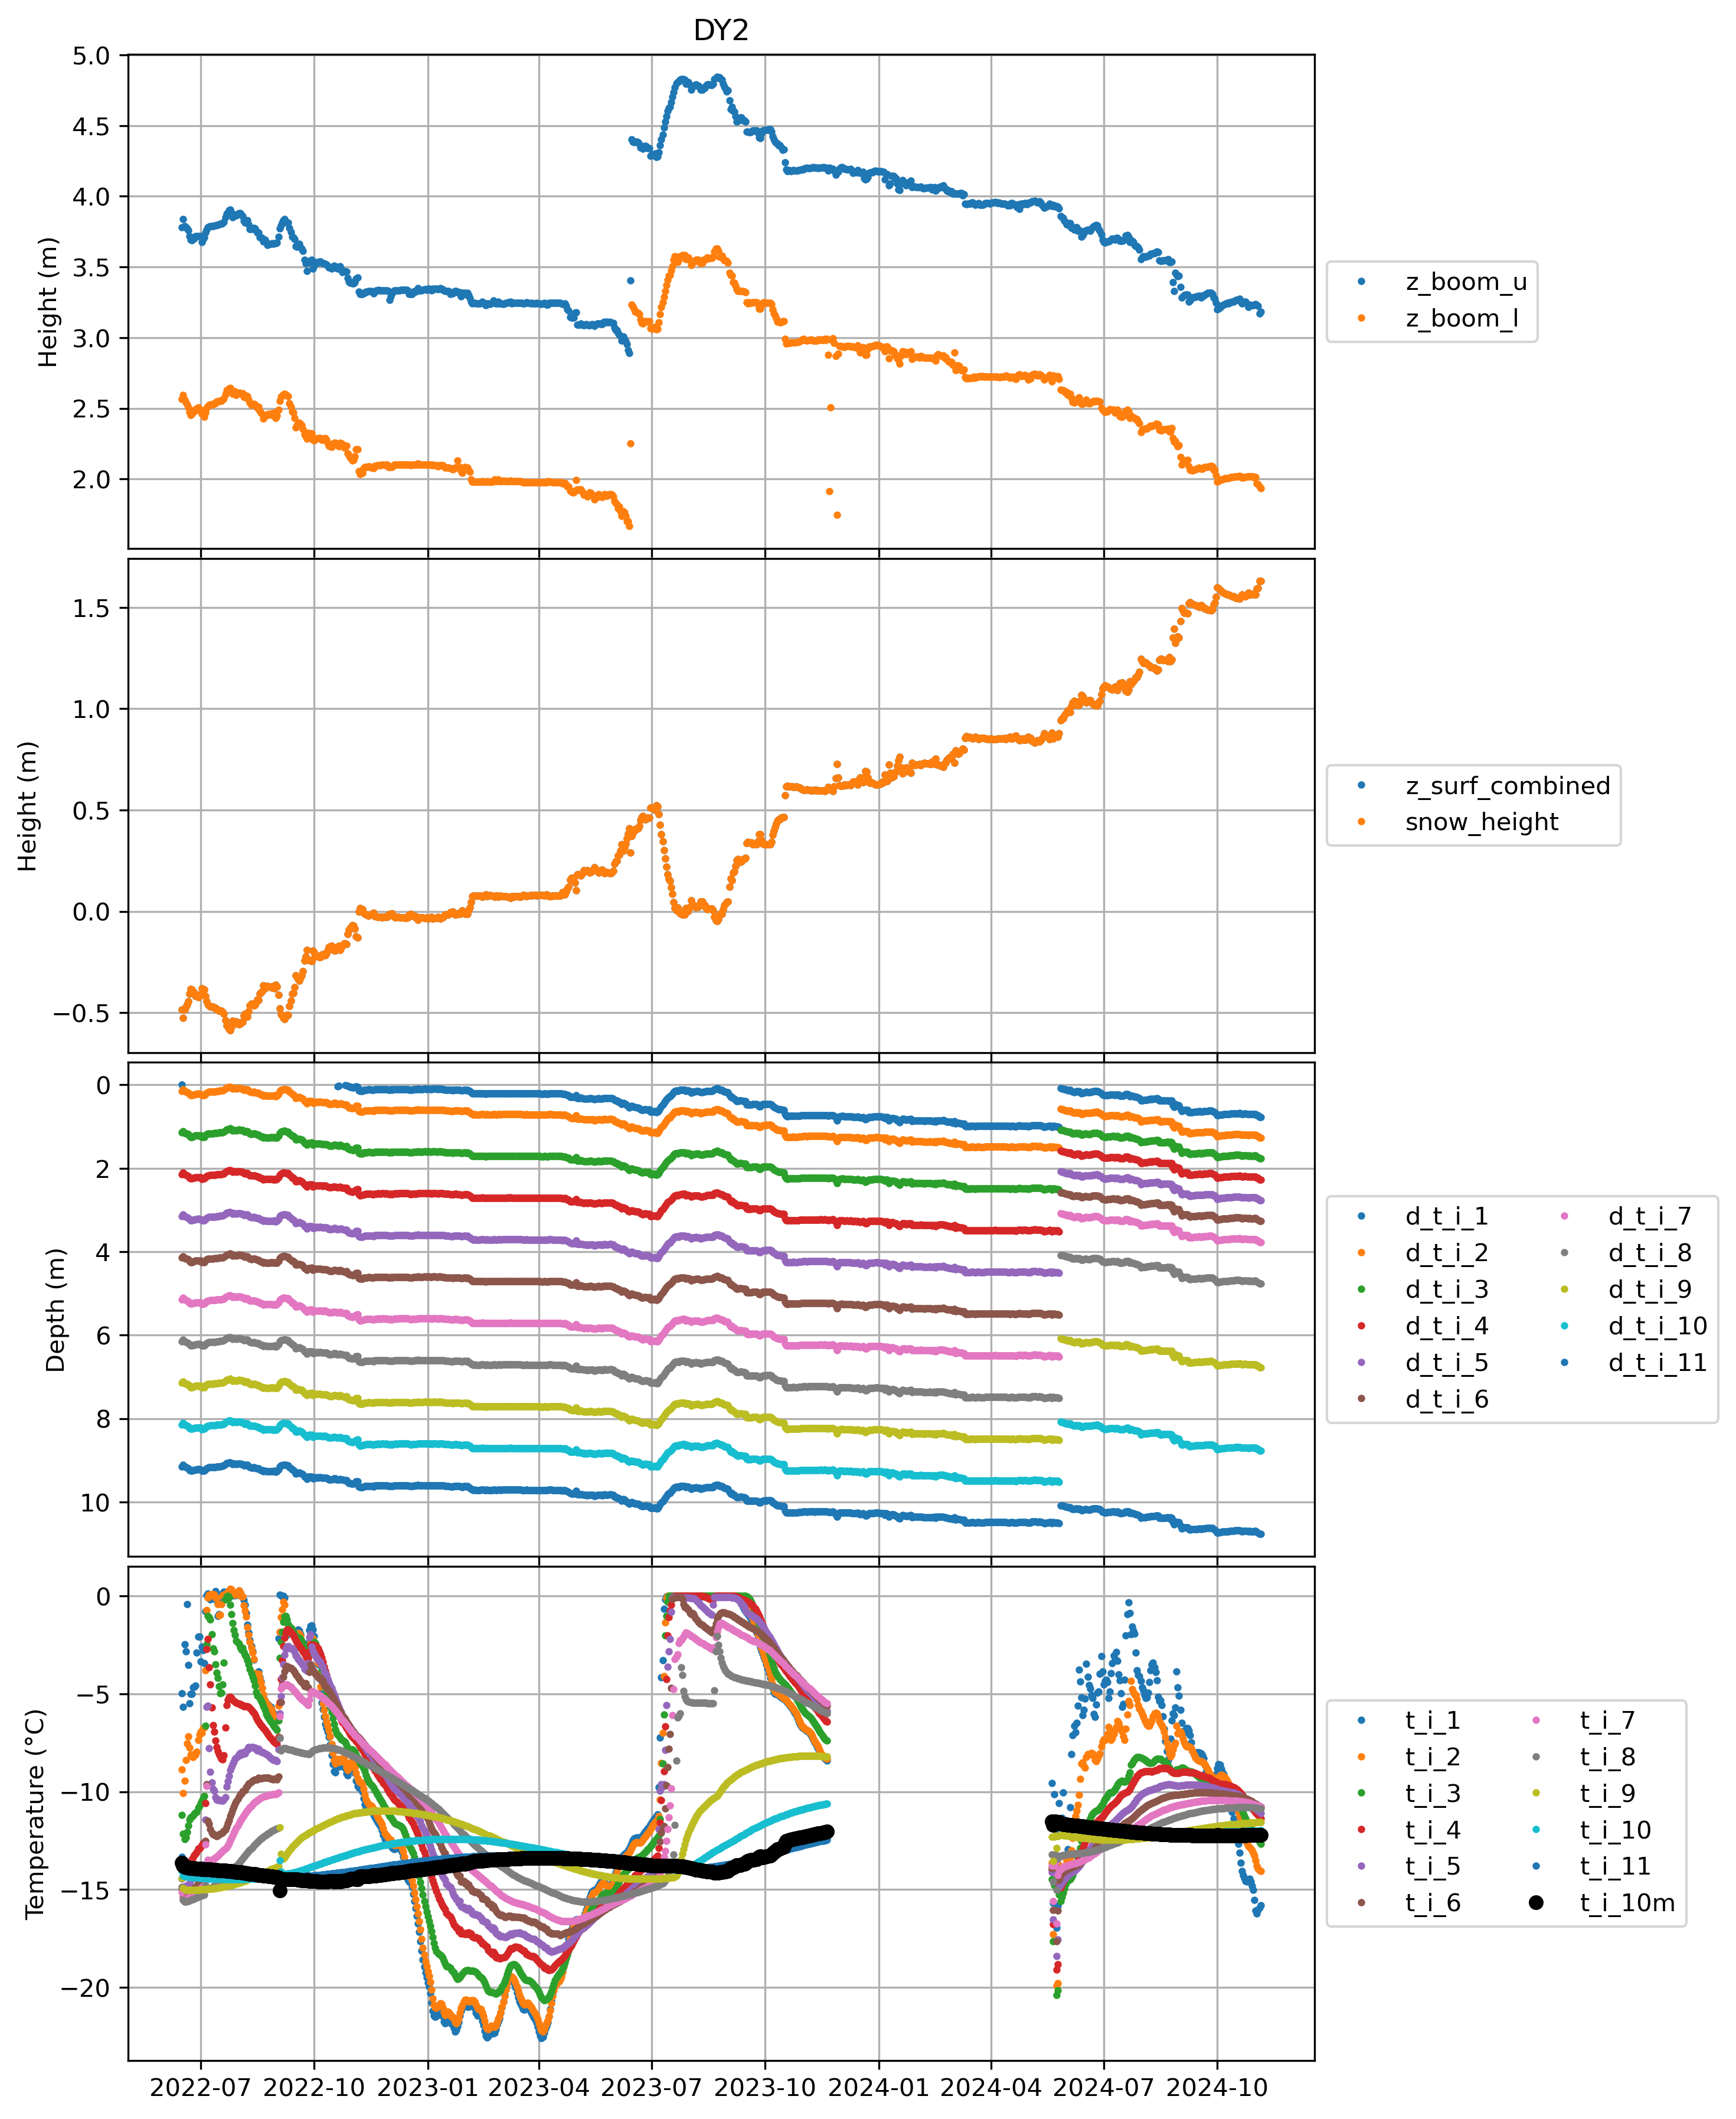 DY2
5.0
4.5
4.0
3.5
3.0
2.5
2.0
Height (m)
z_boom_u
z_boom_l
1.5
1.0
0.5
0.0
−0.5
Height (m)
z_surf_combined
snow_height
0
2
4
6
8
10
Depth (m)
d_t_i_1
d_t_i_2
d_t_i_3
d_t_i_4
d_t_i_5
d_t_i_6
d_t_i_7
d_t_i_8
d_t_i_9
d_t_i_10
d_t_i_11
0
−5
−10
−15
−20
Temperature (°C)
t_i_1
t_i_2
t_i_3
t_i_4
t_i_5
t_i_6
t_i_7
t_i_8
t_i_9
t_i_10
t_i_11
t_i_10m
2022-07 2022-10 2023-01 2023-04 2023-07 2023-10 2024-01 2024-04 2024-07 2024-10